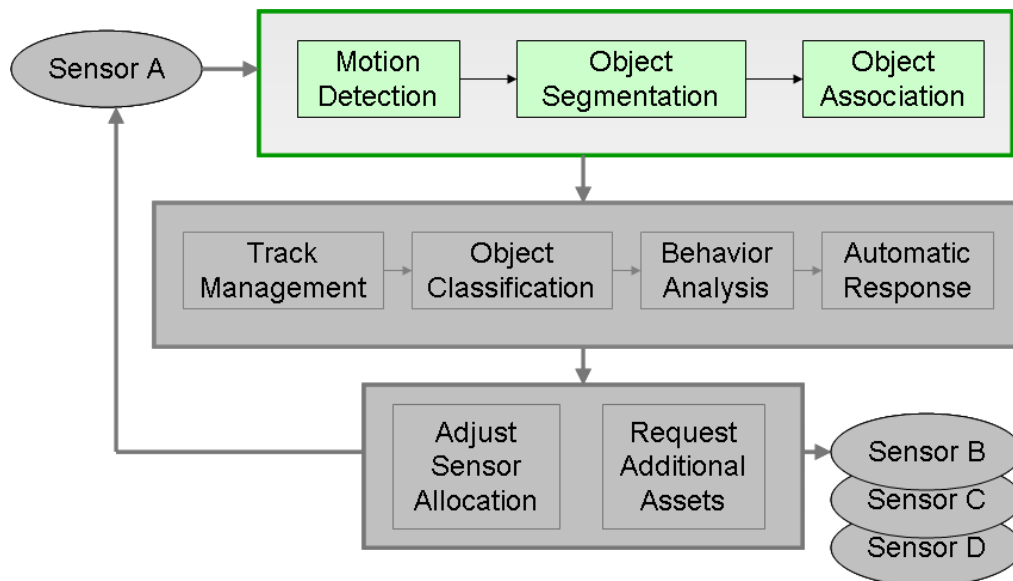 Sensor A
Motion
Detection
Object
Segmentation
Object
Association
Track
Management
Object
Classification
Behavior
Analysis
Automatic
Response
Adjust
Sensor
Allocation
Request
Additional
Assets
Sensor B
Sensor C
Sensor D